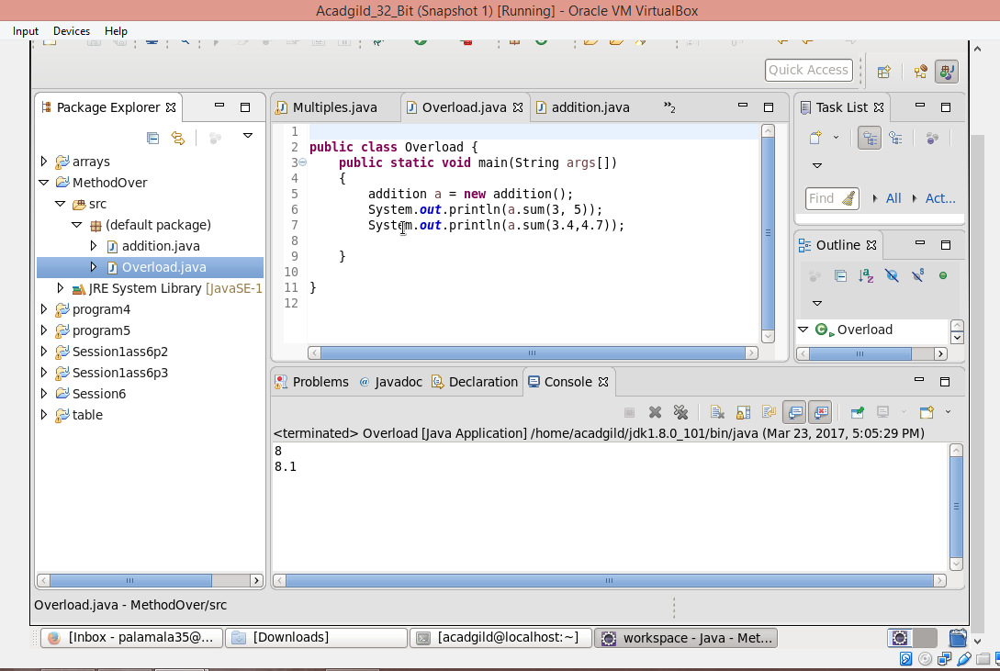 Acadgild_32_Bit (Snapshot 1) [Running] - Oracle VM VirtualBox
Input Devices Help
Quick Access
Package Explorer
Multiples.java
Overload.java
addition.java
»2
Task List
arrays
MethodOver
src
(default package)
addition.java
Overload.java
JRE System Library [JavaSE-1
program4
program5
Session1ass6p2
Session1ass6p3
Session6
table
1
2 public class Overload {
3 public static void main(String args[])
4 {
5 addition a = new addition();
6 System.out.println(a.sum(3, 5));
7 System.out.println(a.sum(3.4,4.7));
8
9 }
10
11 }
12
Find
All
Act...
Outline
Overload
Problems
@ Javadoc
Declaration
Console
<terminated> Overload [Java Application] /home/acadgild/jdk1.8.0_101/bin/java (Mar 23, 2017, 5:05:29 PM)
8
8.1
Overload.java - MethodOver/src
[Inbox - palamala35@...
[Downloads]
[acadgild@localhost:~]
workspace - Java - Met...